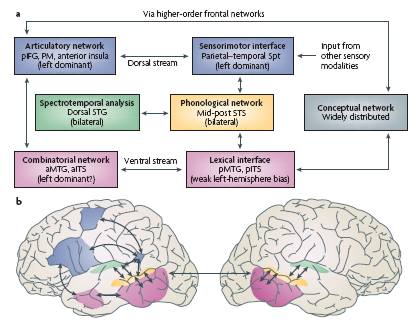 a
Via higher-order frontal networks
Articulatory network
pIFG, PM, anterior insula
(left dominant)
Dorsal stream
Sensorimotor interface
Parietal–temporal Spt
(left dominant)
Input from
other sensory
modalities
Spectrotemporal analysis
Dorsal STG
(bilateral)
Phonological network
Mid-post STS
(bilateral)
Conceptual network
Widely distributed
Combinatorial network
aMTG, aITS
(left dominant?)
Ventral stream
Lexical interface
pMTG, pITS
(weak left-hemisphere bias)
b